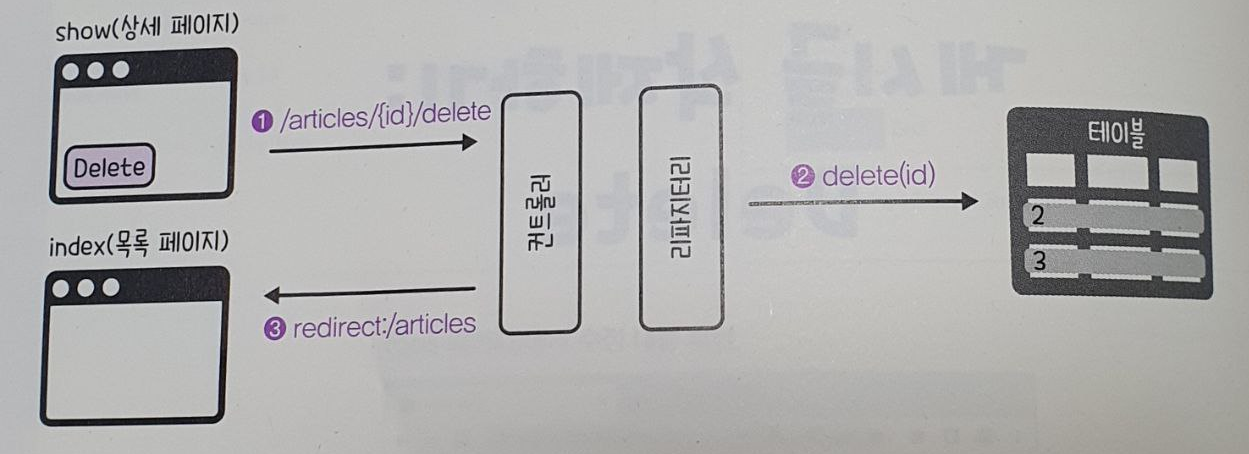 show(상세 페이지)
❶ /articles/{id}/delete
Delete
컨트롤러
리파지터리
❷ delete(id)
테이블
2
3
index(목록 페이지)
❸ redirect:/articles